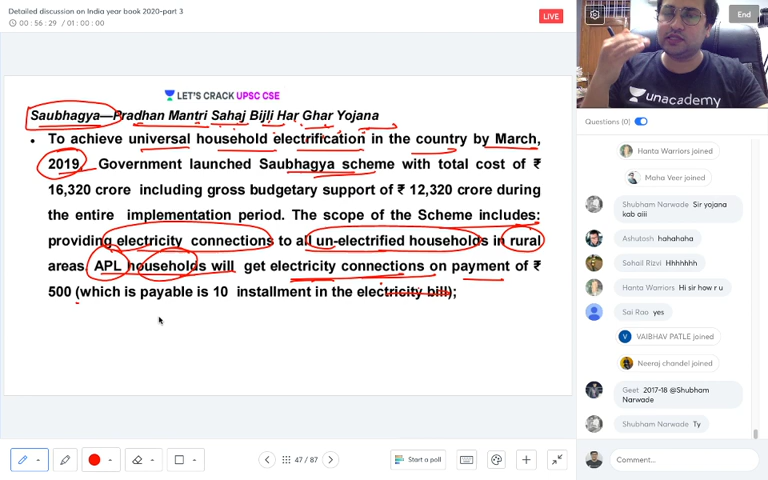 Detailed discussion on India year book 2020-part 3
00 : 56 : 29 / 01 : 00 : 00
LIVE
End
LET'S CRACK UPSC CSE
Saubhagya—Pradhan Mantri Sahaj Bijli Har Ghar Yojana
• To achieve universal household electrification in the country by March,
2019, Government launched Saubhagya scheme with total cost of ₹
16,320 crore including gross budgetary support of ₹ 12,320 crore during
the entire implementation period. The scope of the Scheme includes:
providing electricity connections to all un-electrified households in rural
areas. APL households will get electricity connections on payment of ₹
500 (which is payable is 10 installment in the electricity bill);
47 / 87
Start a poll
unacademy
Questions (0)
Hanta Warriors joined
Maha Veer joined
Shubham Narwade Sir yojana
kab aiii
Ashutosh hahahaha
Sahail Rizvi Hhhhhhh
Hanta Warriors Hi sir how r u
Sai Rao yes
V VAIBHAV PATLE joined
Neeraj chandel joined
Geet 2017-18 @Shubham
Narwade
Shubham Narwade Ty
Comment...